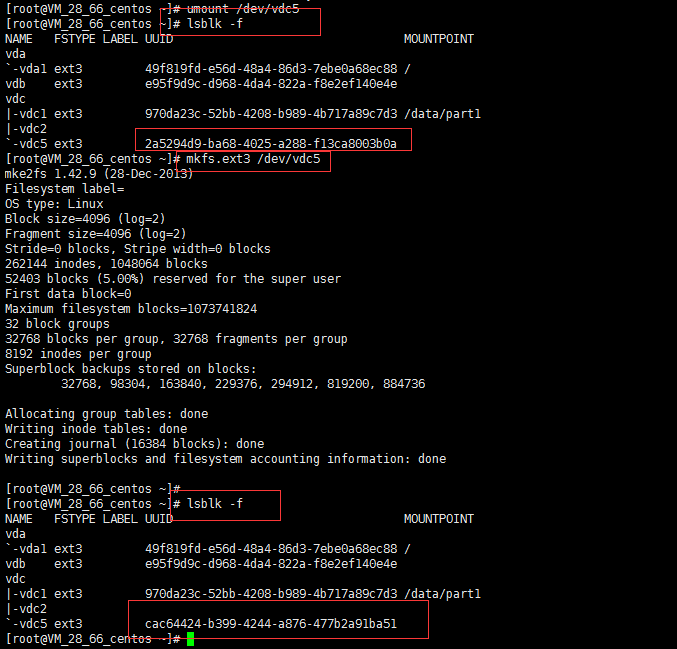 [root@VM_28_66_centos ~]# umount /dev/vdc5
[root@VM_28_66_centos ~]# lsblk -f
NAME   FSTYPE LABEL UUID                                 MOUNTPOINT
vda
`-vda1 ext3         49f819fd-e56d-48a4-86d3-7ebe0a68ec88 /
vdb    ext3         e95f9d9c-d968-4da4-822a-f8e2ef140e4e
vdc
|-vdc1 ext3         970da23c-52bb-4208-b989-4b717a89c7d3 /data/part1
|-vdc2
`-vdc5 ext3         2a5294d9-ba68-4025-a288-f13ca8003b0a
[root@VM_28_66_centos ~]# mkfs.ext3 /dev/vdc5
mke2fs 1.42.9 (28-Dec-2013)
Filesystem label=
OS type: Linux
Block size=4096 (log=2)
Fragment size=4096 (log=2)
Stride=0 blocks, Stripe width=0 blocks
262144 inodes, 1048064 blocks
52403 blocks (5.00%) reserved for the super user
First data block=0
Maximum filesystem blocks=1073741824
32 block groups
32768 blocks per group, 32768 fragments per group
8192 inodes per group
Superblock backups stored on blocks:
        32768, 98304, 163840, 229376, 294912, 819200, 884736
Allocating group tables: done
Writing inode tables: done
Creating journal (16384 blocks): done
Writing superblocks and filesystem accounting information: done
[root@VM_28_66_centos ~]#
[root@VM_28_66_centos ~]# lsblk -f
NAME   FSTYPE LABEL UUID                                 MOUNTPOINT
vda
`-vda1 ext3         49f819fd-e56d-48a4-86d3-7ebe0a68ec88 /
vdb    ext3         e95f9d9c-d968-4da4-822a-f8e2ef140e4e
vdc
|-vdc1 ext3         970da23c-52bb-4208-b989-4b717a89c7d3 /data/part1
|-vdc2
`-vdc5 ext3         cac64424-b399-4244-a876-477b2a91ba51
[root@VM_28_66_centos ~]#